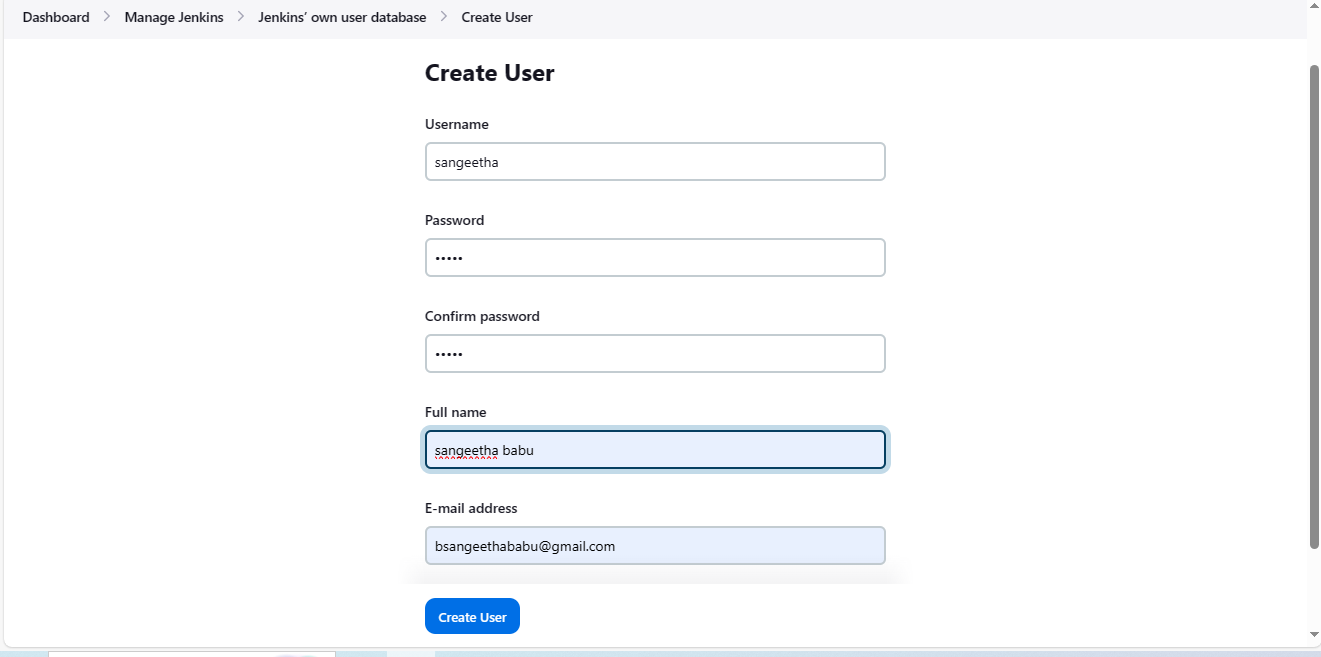 Dashboard > Manage Jenkins > Jenkins’ own user database > Create User
Create User
Username
sangeetha
Password
•••••
Confirm password
•••••
Full name
sangeetha babu
E-mail address
bsangeethababu@gmail.com
Create User